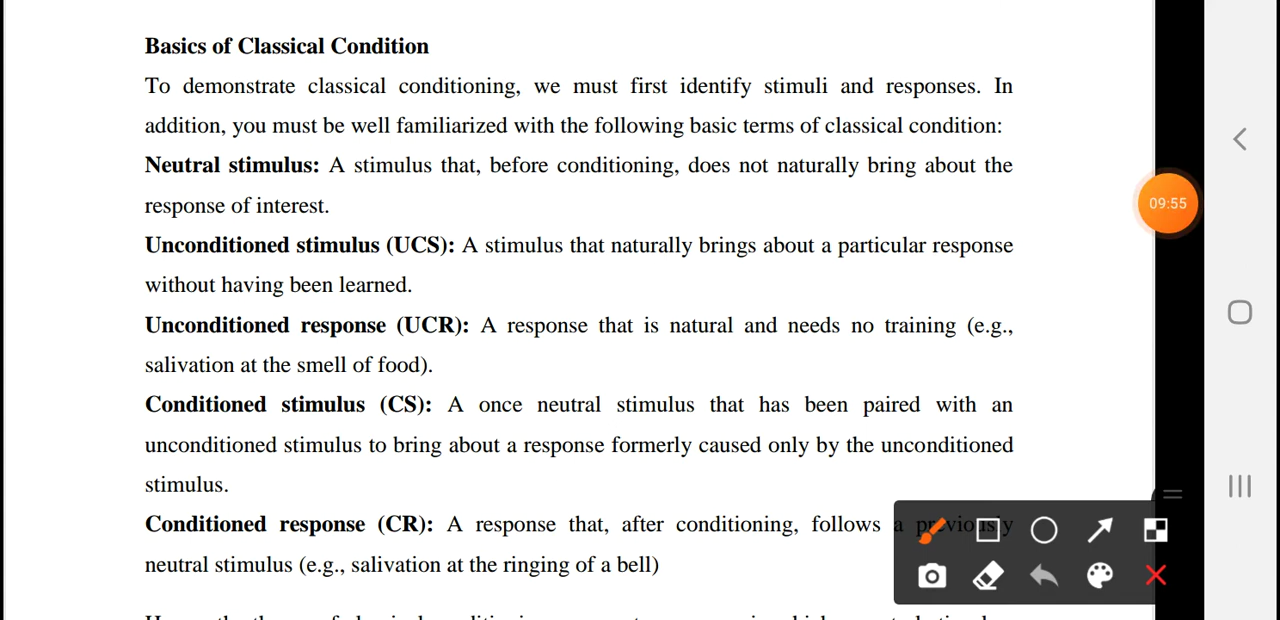 Basics of Classical Condition
To demonstrate classical conditioning, we must first identify stimuli and responses. In
addition, you must be well familiarized with the following basic terms of classical condition:
Neutral stimulus: A stimulus that, before conditioning, does not naturally bring about the
response of interest.
Unconditioned stimulus (UCS): A stimulus that naturally brings about a particular response
without having been learned.
Unconditioned response (UCR): A response that is natural and needs no training (e.g.,
salivation at the smell of food).
Conditioned stimulus (CS): A once neutral stimulus that has been paired with an
unconditioned stimulus to bring about a response formerly caused only by the unconditioned
stimulus.
Conditioned response (CR): A response that, after conditioning, follows a previously
neutral stimulus (e.g., salivation at the ringing of a bell)
09:55